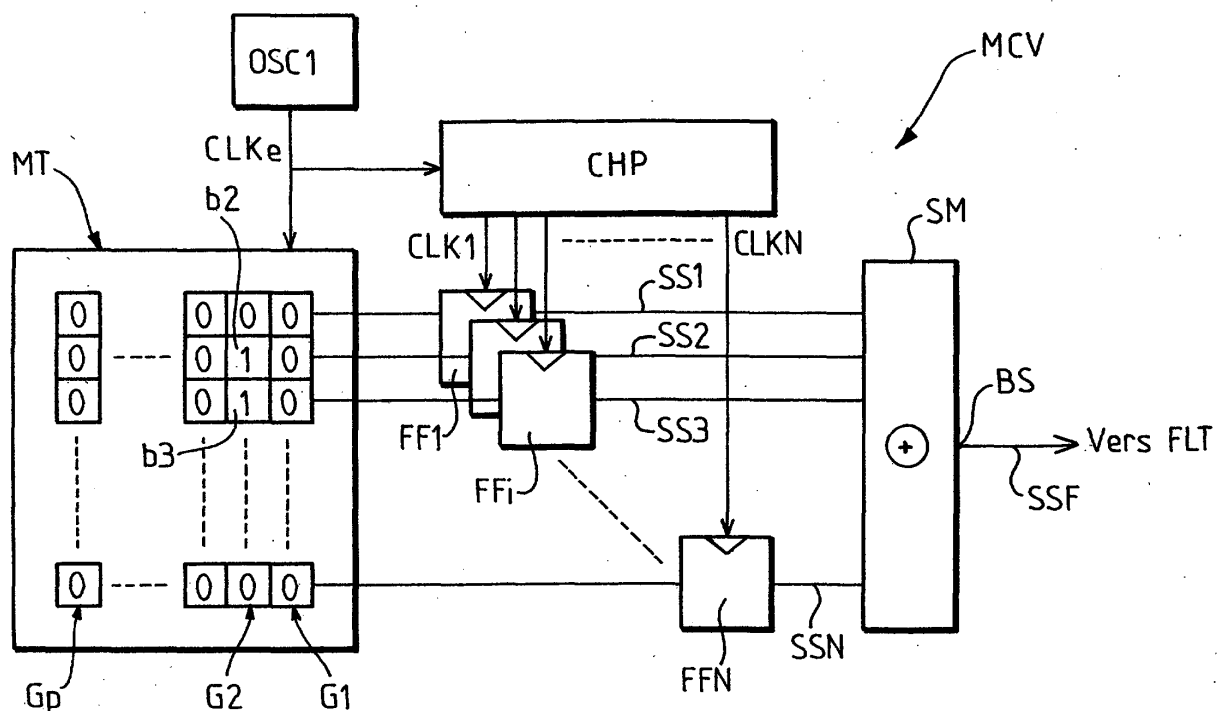 OSC1
MCV
CLKe
CHP
MT
b2
SM
CLK1
CLKN
0 0 0 0
SS1
0 0 1 0
SS2
0 0 1 0
SS3
BS
b3
FF1
+
Vers FLT
FFi
SSF
0 0 0 0
SSN
FFN
Gp
G2
G1